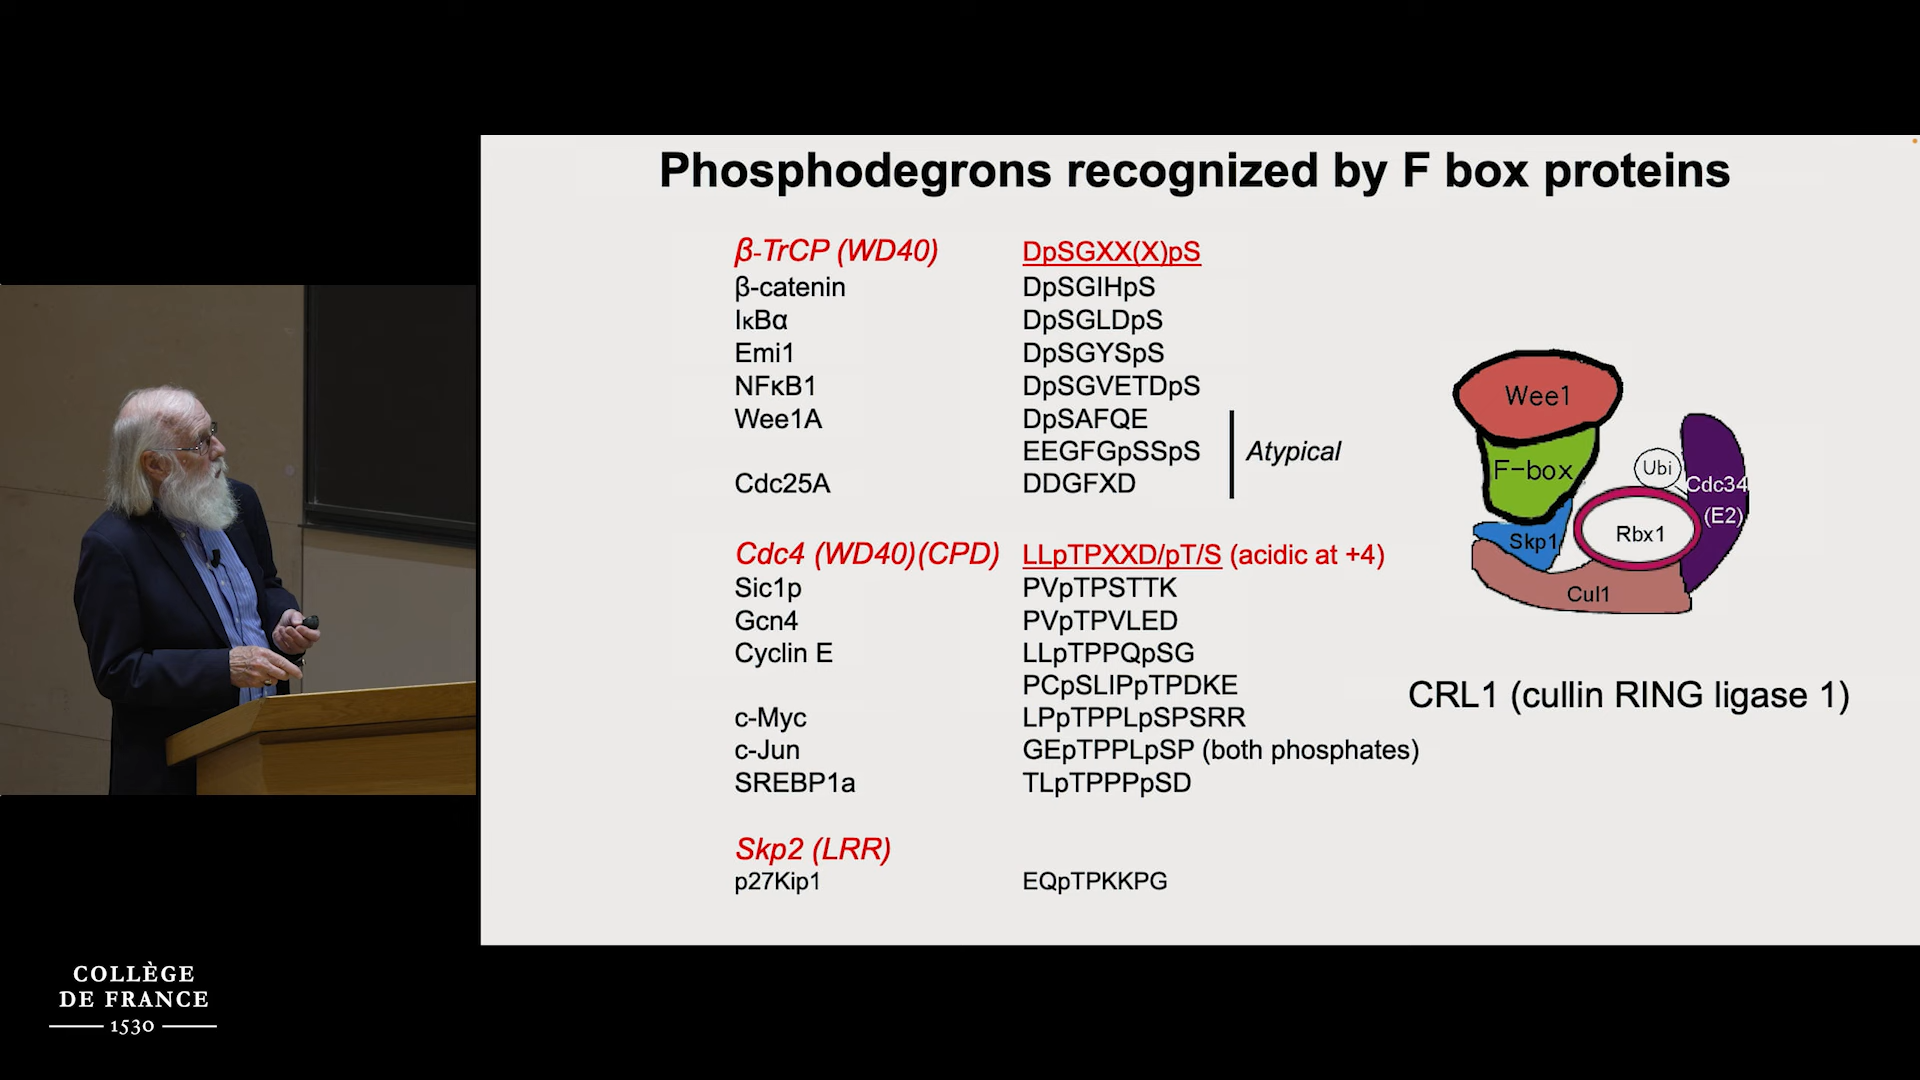 Phosphodegrons recognized by F box proteins
β-TrCP (WD40) DpSGXX(X)pS
β-catenin DpSGIHpS
IκBα DpSGLDpS
Emi1 DpSGYSpS
NFκB1 DpSGVETDpS
Wee1A DpSAFQE
EEGFGpSSpS Atypical
Cdc25A DDGFXD
Cdc4 (WD40)(CPD) LLpTPXXD/pT/S (acidic at +4)
Sic1p PVpTPSTTK
Gcn4 PVpTPVLED
Cyclin E LLpTPPQpSG
PCpSLIPpTPDKE
c-Myc LPpTPPLpSPSRR
c-Jun GEpTPPLpSP (both phosphates)
SREBP1a TLpTPPPpSD
Skp2 (LRR)
p27Kip1 EQpTPKKPG
Wee1
F-box
Ubi
Cdc34
(E2)
Skp1
Rbx1
Cul1
CRL1 (cullin RING ligase 1)
COLLÈGE
DE FRANCE
1530